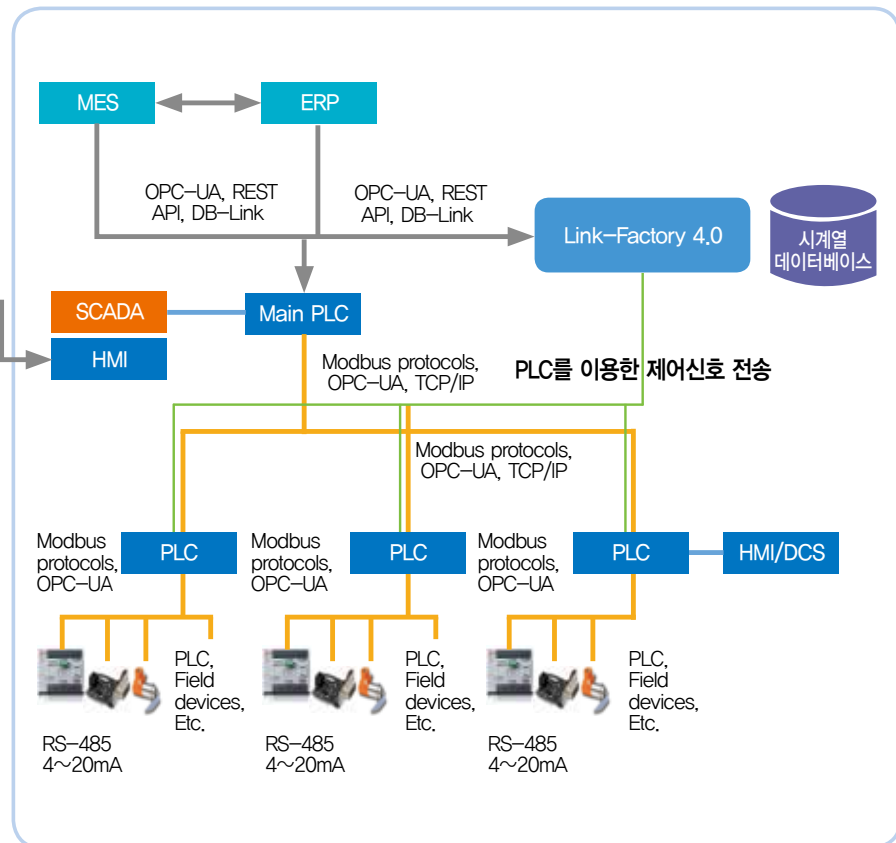 MES
ERP
OPC-UA, REST
API, DB-Link
OPC-UA, REST
API, DB-Link
Link-Factory 4.0
시계열
데이터베이스
SCADA
HMI
Main PLC
Modbus protocols,
OPC-UA, TCP/IP
PLC를 이용한 제어신호 전송
Modbus protocols,
OPC-UA, TCP/IP
Modbus
protocols,
OPC-UA
PLC
Modbus
protocols,
OPC-UA
PLC
Modbus
protocols,
OPC-UA
PLC
HMI/DCS
PLC,
Field
devices,
Etc.
RS-485
4~20mA
PLC,
Field
devices,
Etc.
RS-485
4~20mA
PLC,
Field
devices,
Etc.
RS-485
4~20mA